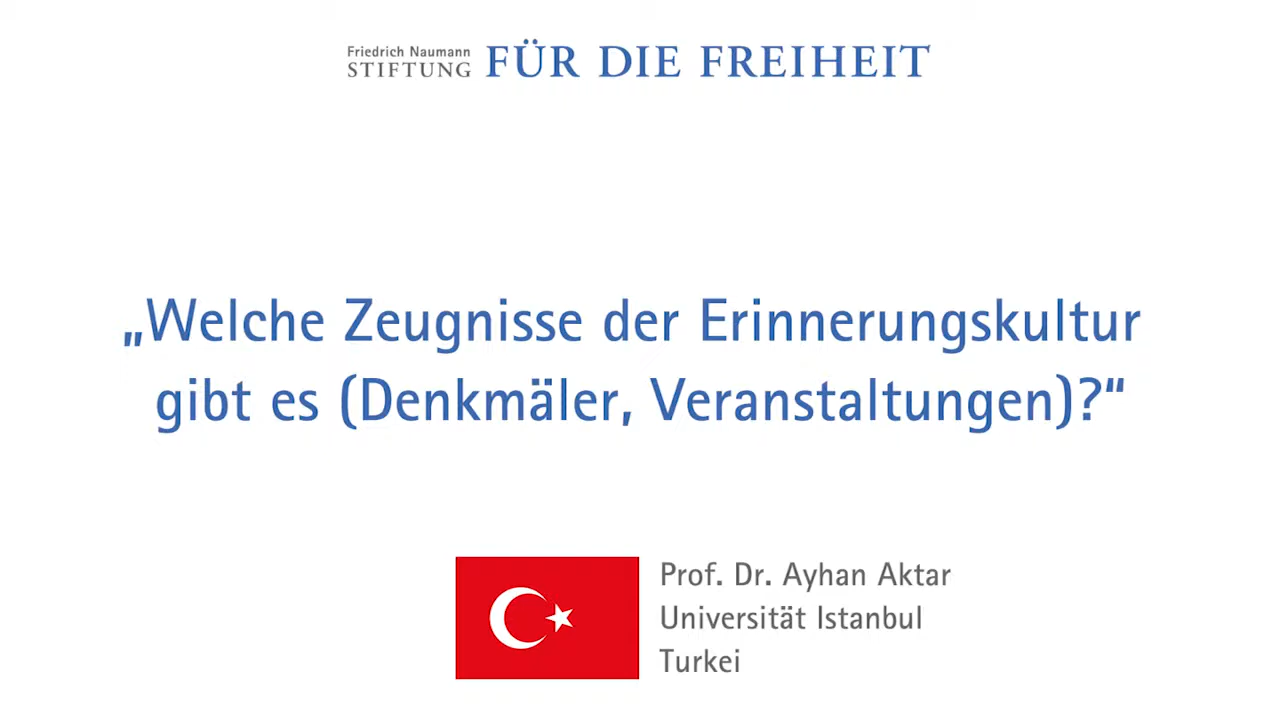 Friedrich Naumann
STIFTUNG FÜR DIE FREIHEIT
„Welche Zeugnisse der Erinnerungskultur
gibt es (Denkmäler, Veranstaltungen)?“
Prof. Dr. Ayhan Aktar
Universität Istanbul
Turkei